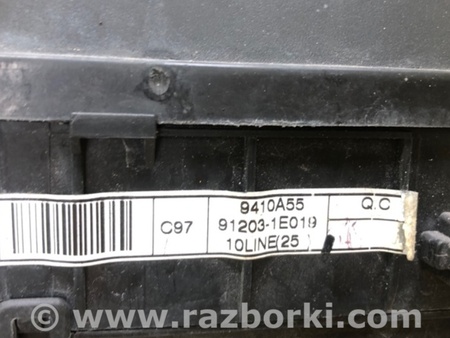 9410A55
Q.C
C97
91203-1E019
10LINE(25 )
www.razborki.com